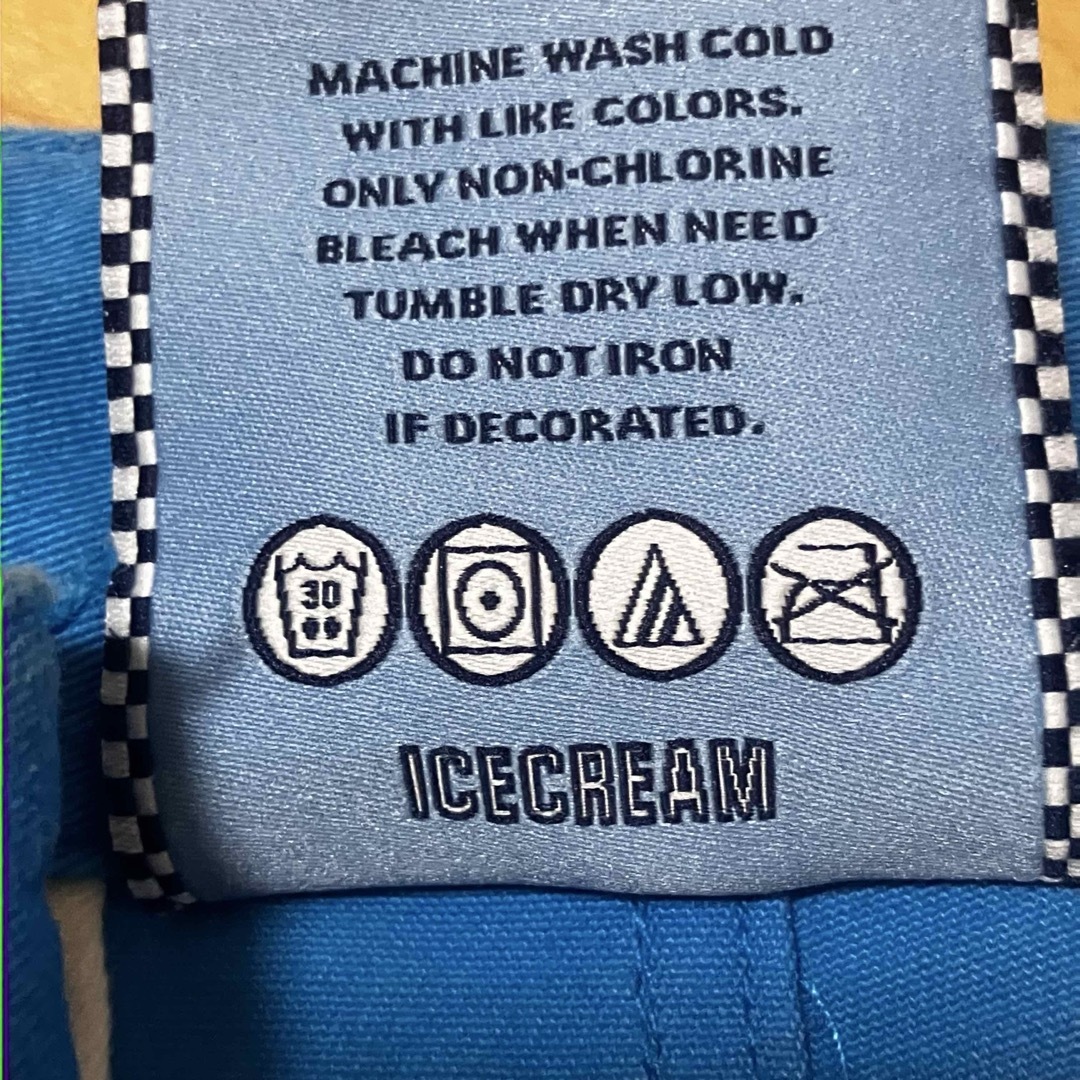 MACHINE WASH COLD
WITH LIKE COLORS.
ONLY NON-CHLORINE
BLEACH WHEN NEED
TUMBLE DRY LOW.
DO NOT IRON
IF DECORATED.
30
ICECREAM